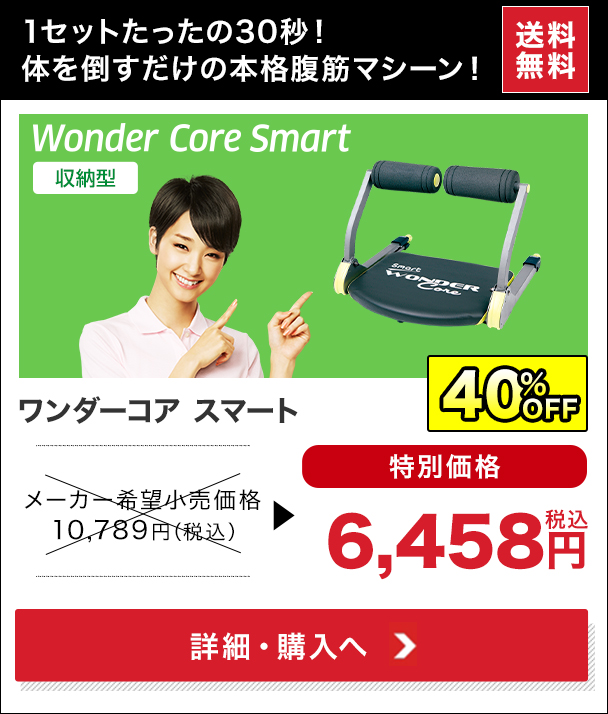 1セットたったの30秒！
体を倒すだけの本格腹筋マシーン！
送料
無料
Wonder Core Smart
収納型
Smart
WONDER
Core
40%OFF
ワンダーコア スマート
メーカー希望小売価格
10,789円(税込)
特別価格
6,458円税込
詳細・購入へ